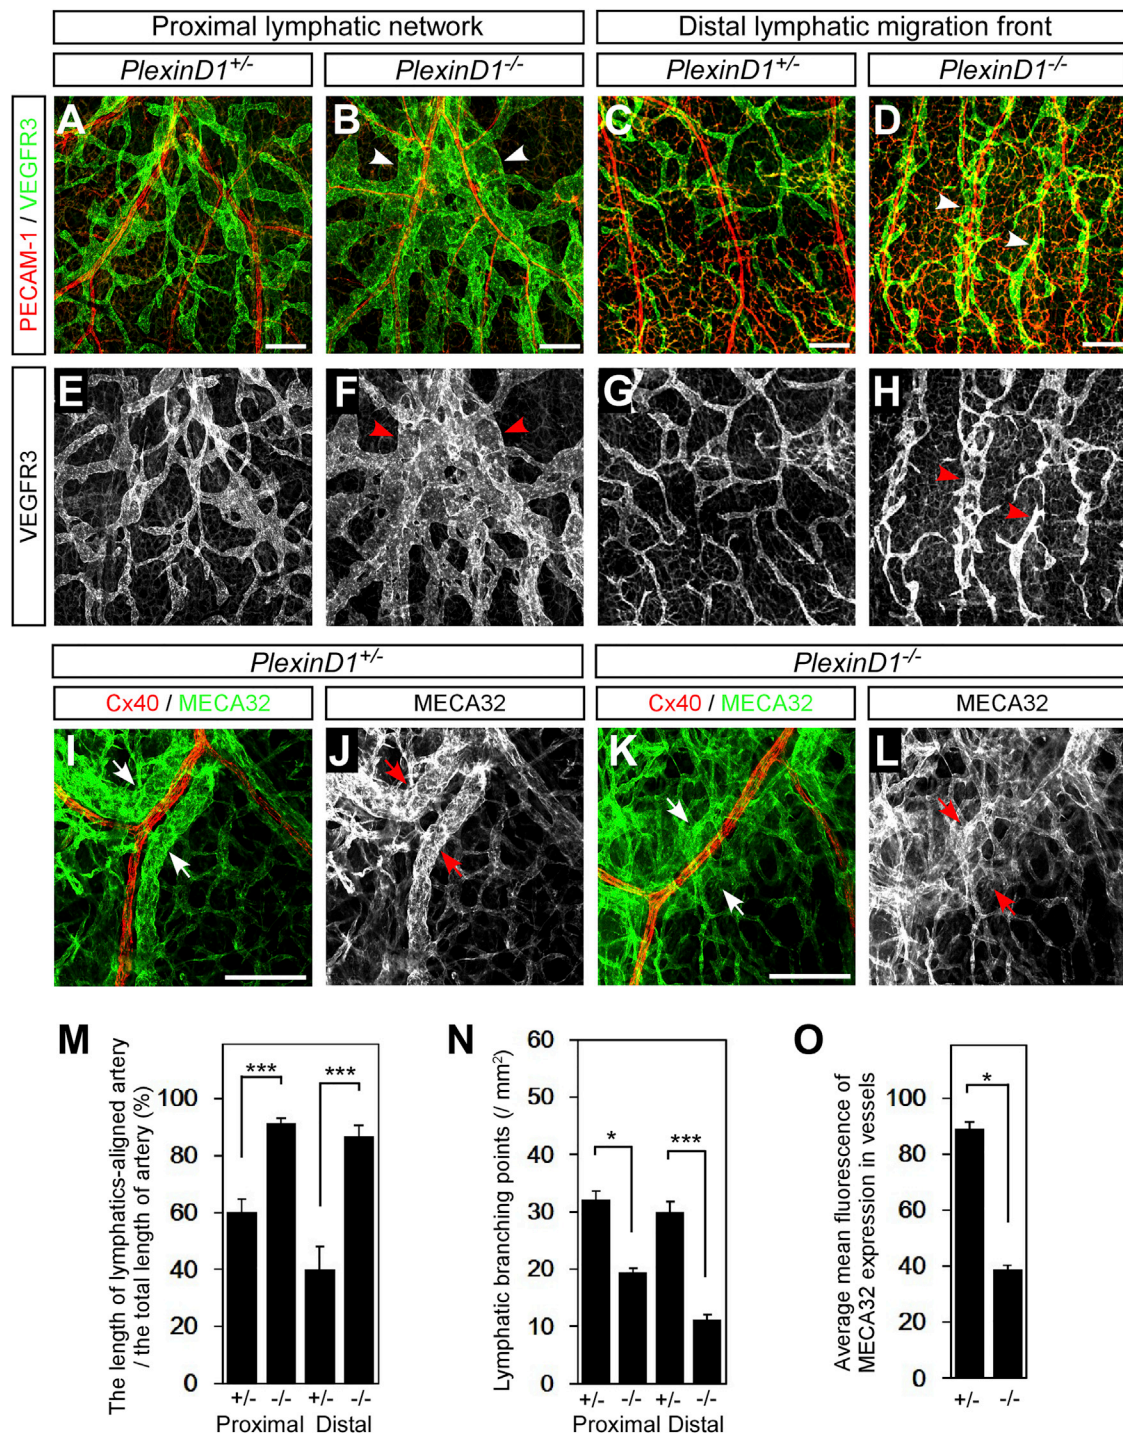 Proximal lymphatic network
Distal lymphatic migration front
PlexinD1+/-
PlexinD1-/-
PlexinD1+/-
PlexinD1-/-
PECAM-1 / VEGFR3
A
B
C
D
VEGFR3
E
F
G
H
PlexinD1+/-
PlexinD1-/-
Cx40 / MECA32
MECA32
Cx40 / MECA32
MECA32
I
J
K
L
M
The length of lymphatics-aligned artery
/ the total length of artery (%)
100
80
60
40
20
0
***
***
+/-
-/-
+/-
-/-
Proximal
Distal
N
Lymphatic branching points (/ mm²)
60
50
40
30
20
10
0
*
***
+/-
-/-
+/-
-/-
Proximal
Distal
O
Average mean fluorescence of
MECA32 expression in vessels
100
80
60
40
20
0
*
+/-
-/-